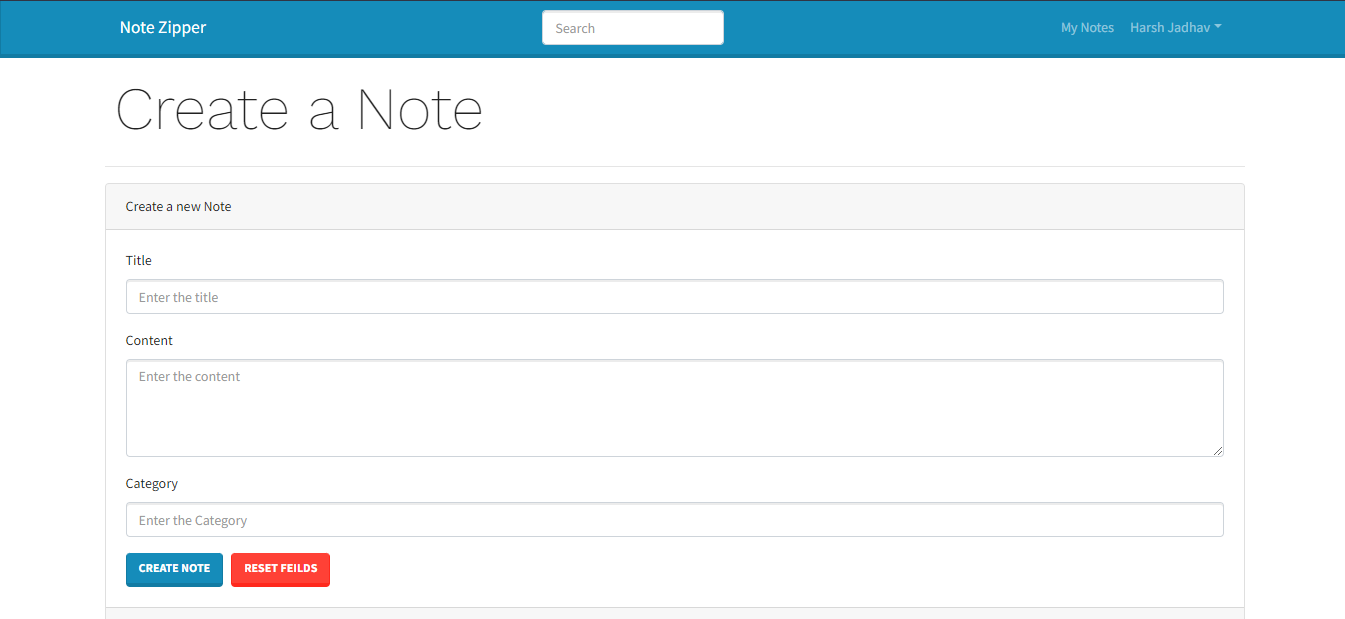 Note Zipper
Search
My Notes
Harsh Jadhav
Create a Note
Create a new Note
Title
Enter the title
Content
Enter the content
Category
Enter the Category
CREATE NOTE
RESET FEILDS